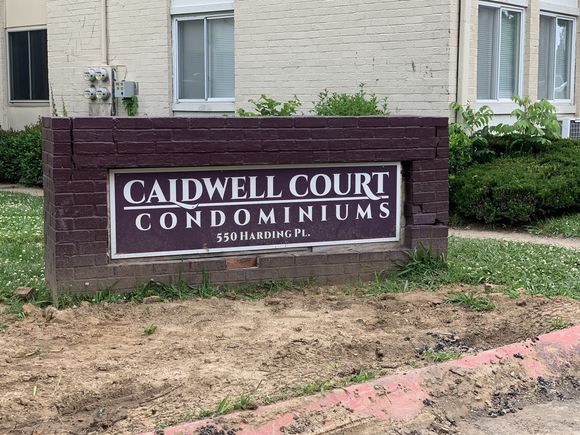 CALDWELL COURT
CONDOMINIUMS
550 HARDING PL.